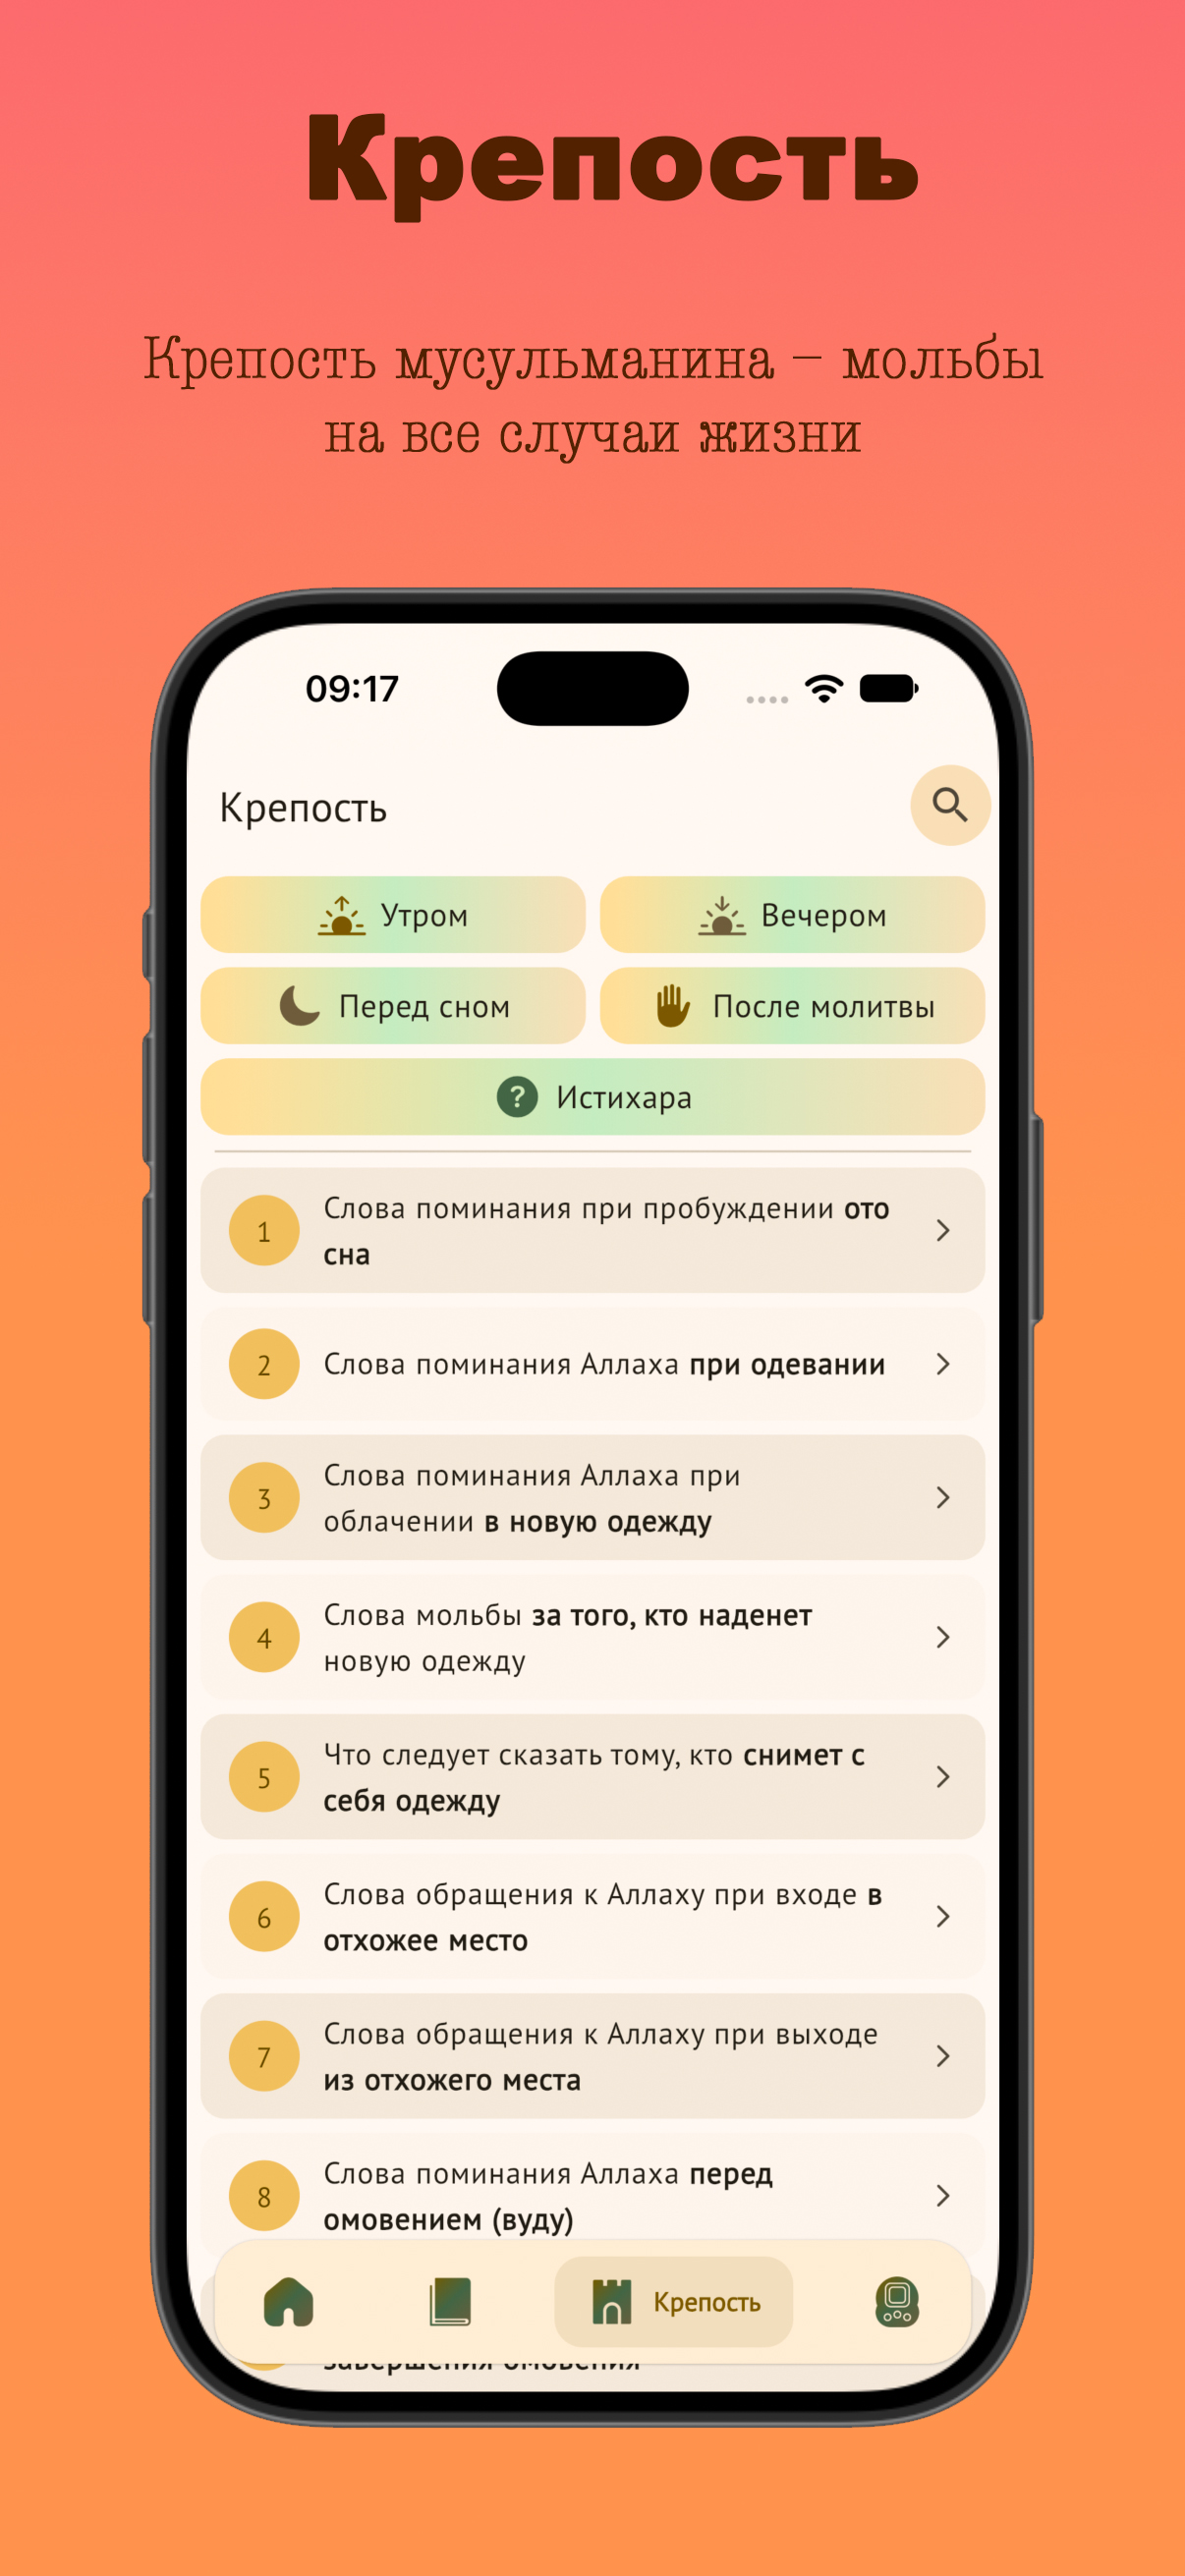 Крепость
Крепость мусульманина – мольбы
на все случаи жизни
09:17
Крепость
Утром
Вечером
Перед сном
После молитвы
? Истихара
1
Слова поминания при пробуждении ото
сна
2
Слова поминания Аллаха при одевании
3
Слова поминания Аллаха при
облачении в новую одежду
4
Слова мольбы за того, кто наденет
новую одежду
5
Что следует сказать тому, кто снимет с
себя одежду
6
Слова обращения к Аллаху при входе в
отхожее место
7
Слова обращения к Аллаху при выходе
из отхожего места
8
Слова поминания Аллаха перед
омовением (вуду)
Крепость
завершения омовения